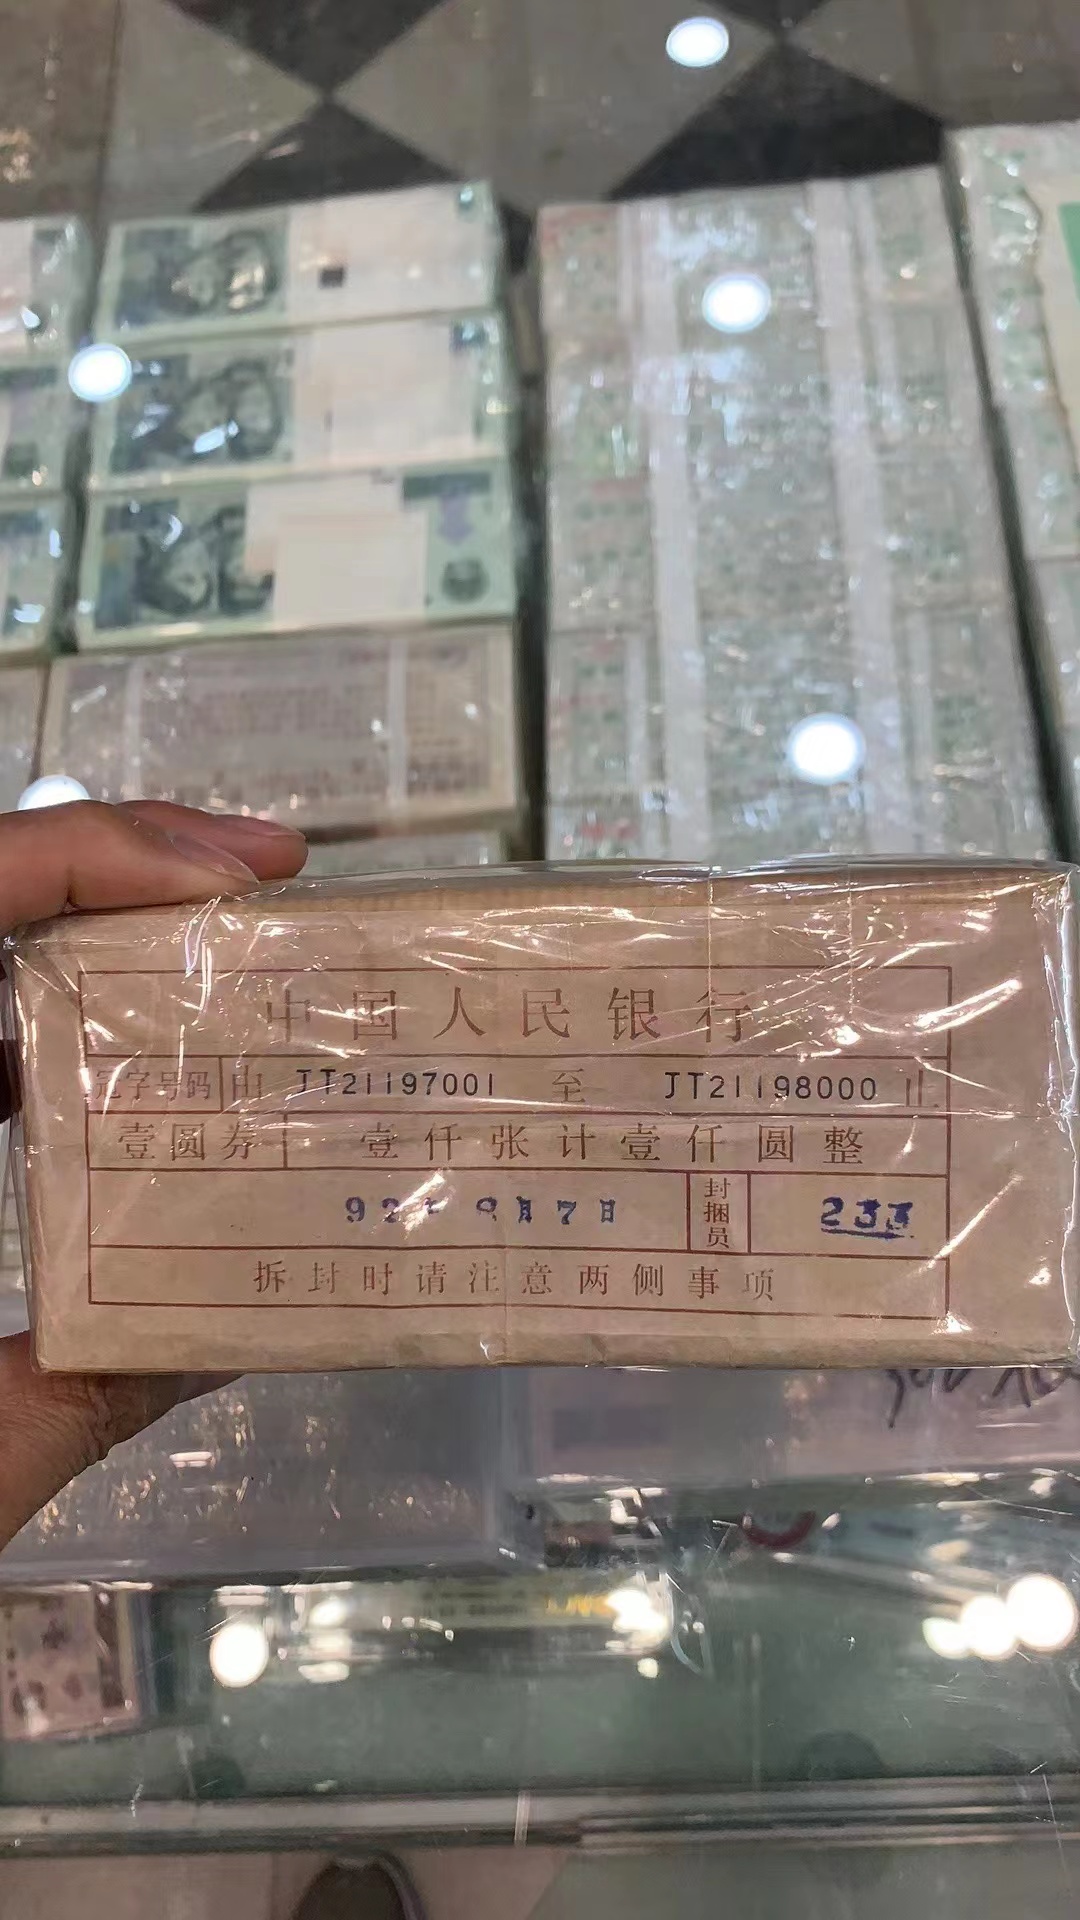 中国人民银行
冠字号码 由 JT21197001 至 JT21198000 止
壹圆券 壹仟张计壹仟圆整
封捆员 233
拆封时请注意两侧事项